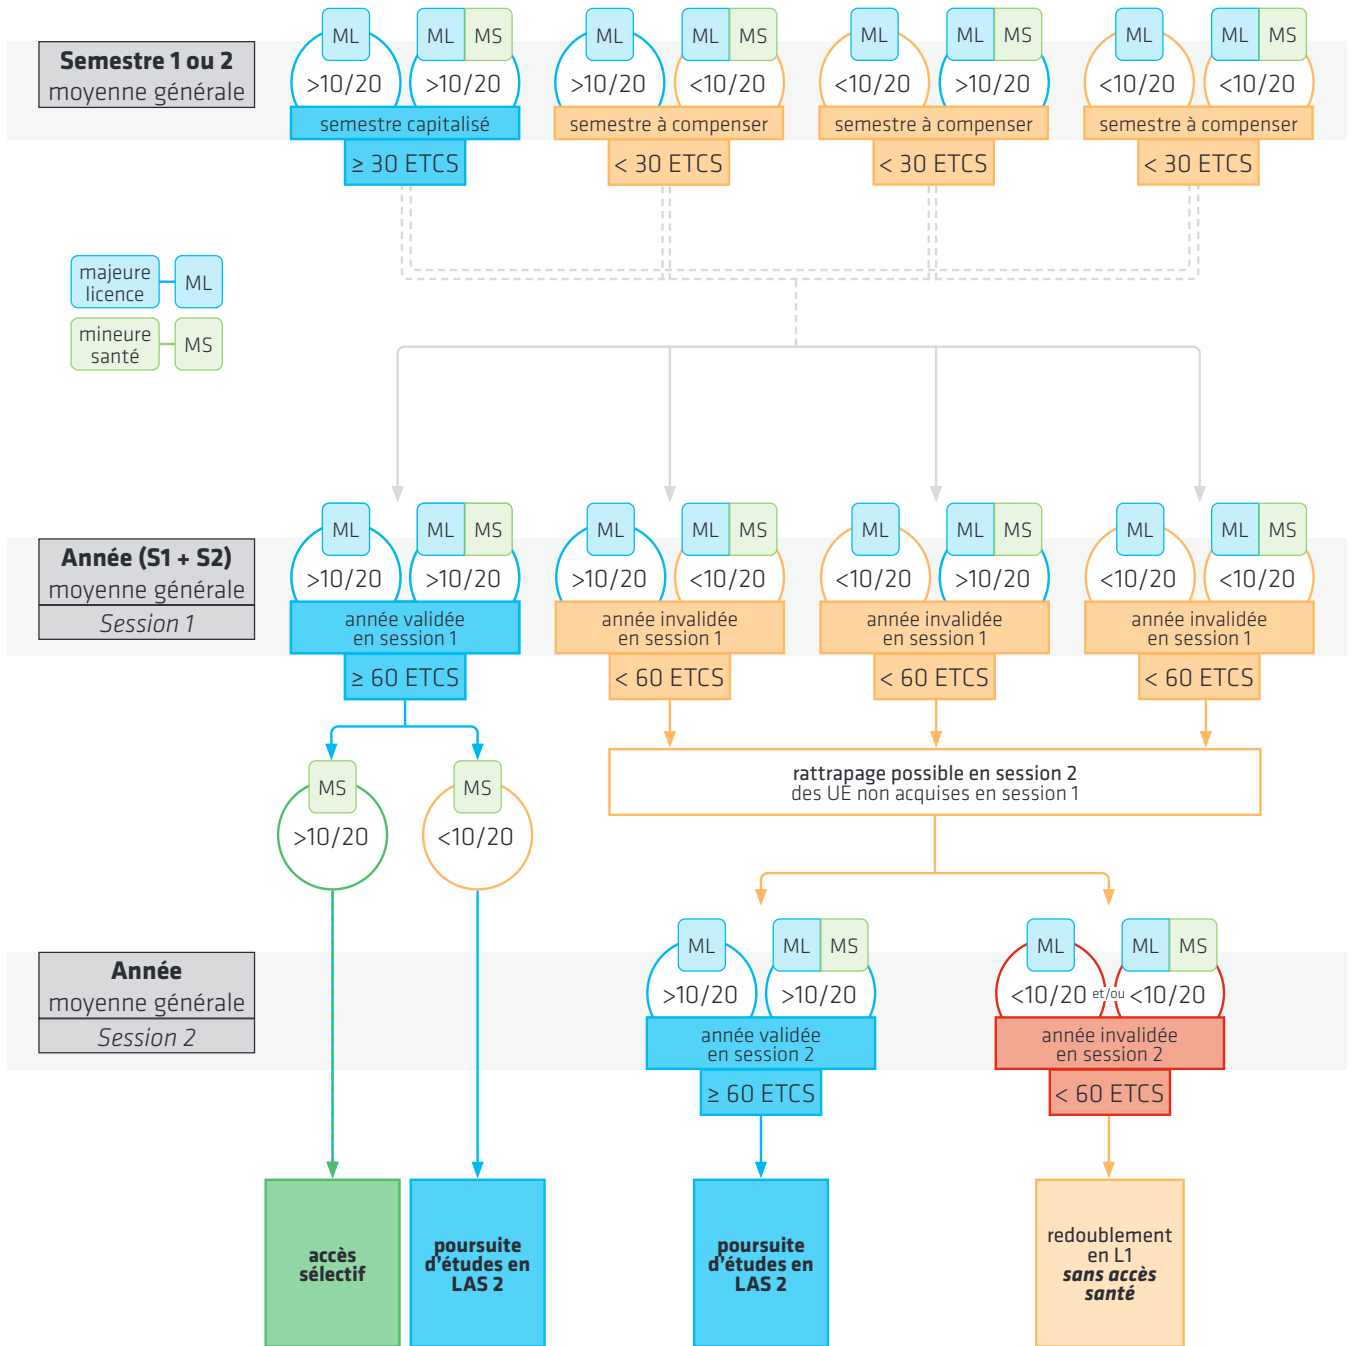 Semestre 1 ou 2
moyenne générale
ML ML MS ML ML MS ML ML MS ML ML MS
>10/20 >10/20 >10/20 <10/20 <10/20 >10/20 <10/20 <10/20
semestre capitalisé semestre à compenser semestre à compenser semestre à compenser
≥ 30 ETCS < 30 ETCS < 30 ETCS < 30 ETCS
majeure
licence
ML
mineure
santé
MS
Année (S1 + S2)
moyenne générale
Session 1
ML ML MS ML ML MS ML ML MS ML ML MS
>10/20 >10/20 >10/20 <10/20 <10/20 >10/20 <10/20 <10/20
année validée
en session 1
année invalidée
en session 1
année invalidée
en session 1
année invalidée
en session 1
≥ 60 ETCS < 60 ETCS < 60 ETCS < 60 ETCS
MS
>10/20
MS
<10/20
rattrapage possible en session 2
des UE non acquises en session 1
Année
moyenne générale
Session 2
ML ML MS ML ML MS
>10/20 >10/20 <10/20 et/ou <10/20
année validée
en session 2
année invalidée
en session 2
≥ 60 ETCS < 60 ETCS
accès
sélectif
poursuite
d'études en
LAS 2
poursuite
d'études en
LAS 2
redoublement
en L1
sans accès
santé